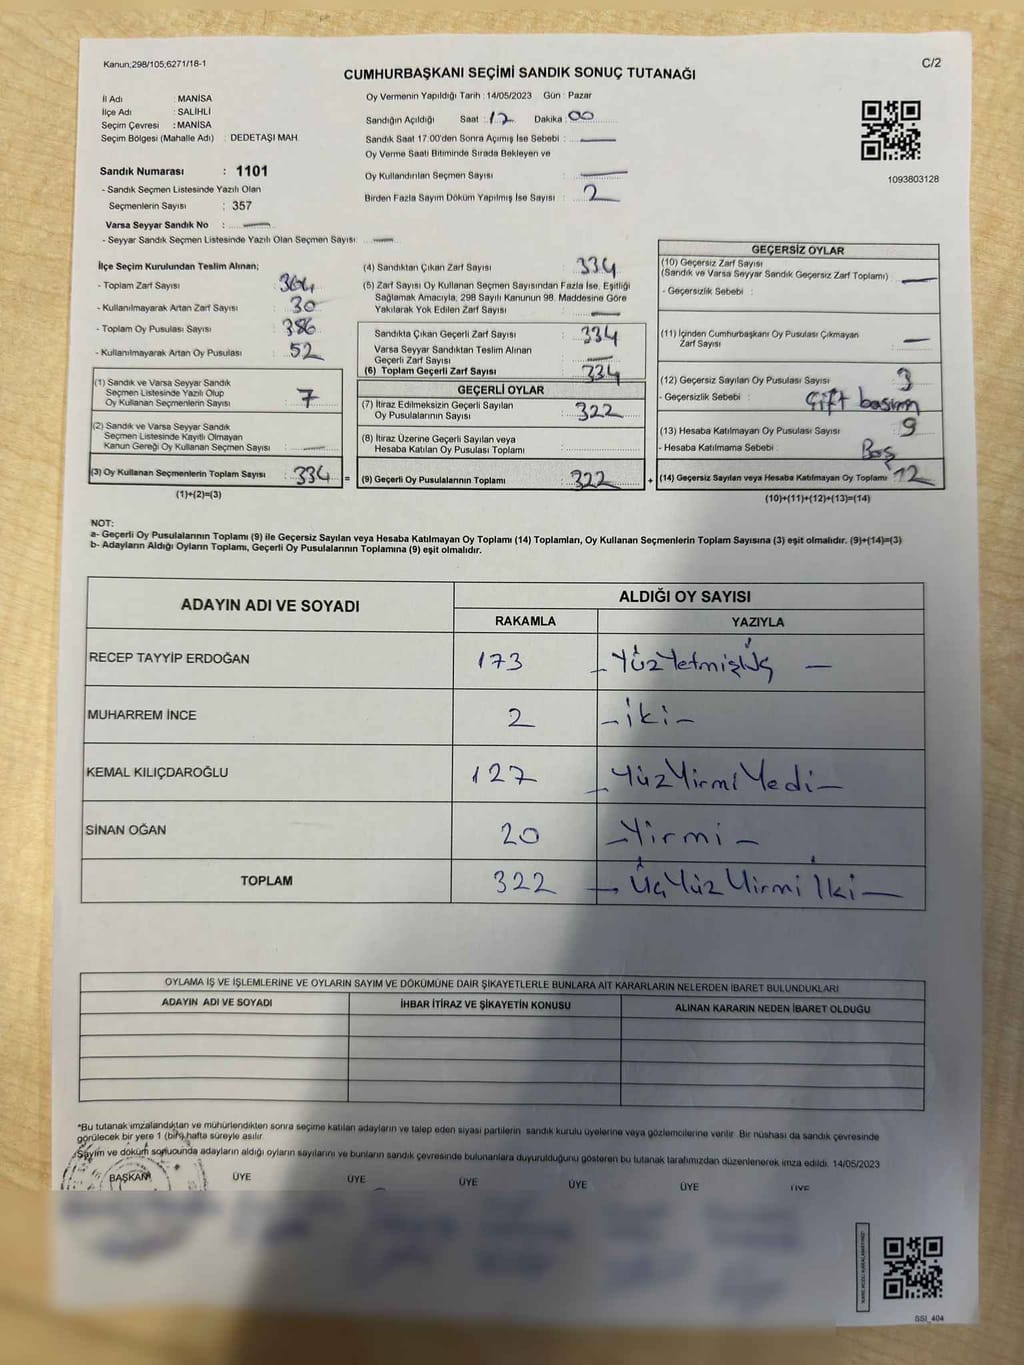 Kanun;298/105;6271/18-1
C/2
CUMHURBAŞKANI SEÇİMİ SANDIK SONUÇ TUTANAĞI
İl Adı : MANİSA
İlçe Adı : SALİHLİ
Seçim Çevresi : MANİSA
Seçim Bölgesi (Mahalle Adı) : DEDETAŞI MAH.
Sandık Numarası : 1101
- Sandık Seçmen Listesinde Yazılı Olan
Seçmenlerin Sayısı : 357
Varsa Seyyar Sandık No :
- Seyyar Sandık Seçmen Listesinde Yazılı Olan Seçmen Sayısı :
Oy Vermenin Yapıldığı Tarih : 14/05/2023 Gün : Pazar
Sandığın Açıldığı Saat : 17 Dakika : 00
Sandık Saat 17:00'den Sonra Açımış İse Sebebi :
Oy Verme Saati Bitiminde Sırada Bekleyen ve
Oy Kullandırılan Seçmen Sayısı :
Birden Fazla Sayım Döküm Yapılmış İse Sayısı : 2
1093803128
İlçe Seçim Kurulundan Teslim Alınan;
- Toplam Zarf Sayısı : 364
- Kullanılmayarak Artan Zarf Sayısı : 30
- Toplam Oy Pusulası Sayısı : 386
- Kullanılmayarak Artan Oy Pusulası : 52
(1) Sandık ve Varsa Seyyar Sandık
Seçmen Listesinde Yazılı Olup
Oy Kullanan Seçmenlerin Sayısı : 7
(2) Sandık ve Varsa Seyyar Sandık
Seçmen Listesinde Kayıtlı Olmayan
Kanun Gereği Oy Kullanan Seçmen Sayısı :
(3) Oy Kullanan Seçmenlerin Toplam Sayısı : 334 =
(1)+(2)=(3)
(4) Sandıktan Çıkan Zarf Sayısı : 334
(5) Zarf Sayısı Oy Kullanan Seçmen Sayısından Fazla İse, Eşitliği
Sağlamak Amacıyla; 298 Sayılı Kanunun 98. Maddesine Göre
Yakılarak Yok Edilen Zarf Sayısı :
Sandıkta Çıkan Geçerli Zarf Sayısı : 334
Varsa Seyyar Sandıktan Teslim Alınan
Geçerli Zarf Sayısı :
(6) Toplam Geçerli Zarf Sayısı : 334
GEÇERLİ OYLAR
(7) İtiraz Edilmeksizin Geçerli Sayılan
Oy Pusulalarının Sayısı : 322
(8) İtiraz Üzerine Geçerli Sayılan veya
Hesaba Katılan Oy Pusulası Toplamı :
(9) Geçerli Oy Pusulalarının Toplamı : 322 +
GEÇERSİZ OYLAR
(10) Geçersiz Zarf Sayısı
(Sandık ve Varsa Seyyar Sandık Geçersiz Zarf Toplamı) :
- Geçersizlik Sebebi :
(11) İçinden Cumhurbaşkanı Oy Pusulası Çıkmayan
Zarf Sayısı :
(12) Geçersiz Sayılan Oy Pusulası Sayısı : 3
- Geçersizlik Sebebi : Çift basım
(13) Hesaba Katılmayan Oy Pusulası Sayısı : 9
- Hesaba Katılmama Sebebi : Boş
(14) Geçersiz Sayılan veya Hesaba Katılmayan Oy Toplamı : 12
(10)+(11)+(12)+(13)=(14)
NOT:
a- Geçerli Oy Pusulalarının Toplamı (9) ile Geçersiz Sayılan veya Hesaba Katılmayan Oy Toplamı (14) Toplamları, Oy Kullanan Seçmenlerin Toplam Sayısına (3) eşit olmalıdır. (9)+(14)=(3)
b- Adayların Aldığı Oyların Toplamı, Geçerli Oy Pusulalarının Toplamına (9) eşit olmalıdır.
ADAYIN ADI VE SOYADI
ALDIĞI OY SAYISI
RAKAMLA YAZIYLA
RECEP TAYYİP ERDOĞAN 173 – YüzYetmişÜç –
MUHARREM İNCE 2 – iki –
KEMAL KILIÇDAROĞLU 127 – YüzYirmiYedi –
SİNAN OĞAN 20 – Yirmi –
TOPLAM 322 – ÜçYüzYirmiİki –
OYLAMA İŞ VE İŞLEMLERİNE VE OYLARIN SAYIM VE DÖKÜMÜNE DAİR ŞİKAYETLERLE BUNLARA AİT KARARLARIN NELERDEN İBARET BULUNDUKLARI
ADAYIN ADI VE SOYADI İHBAR İTİRAZ VE ŞİKAYETİN KONUSU ALINAN KARARIN NEDEN İBARET OLDUĞU
*Bu tutanak imzalandıktan ve mühürlendikten sonra seçime katılan adayların ve talep eden siyasi partilerin sandık kurulu üyelerine veya gözlemcilerine verilir. Bir nüshası da sandık çevresinde
görülecek bir yere 1 (bir) hafta süreyle asılır.
Sayım ve döküm sonucunda adayların aldığı oyların sayılarını ve bunların sandık çevresinde bulunanlara duyurulduğunu gösteren bu tutanak tarafımızdan düzenlenerek imza edildi. 14/05/2023
BAŞKAN ÜYE ÜYE ÜYE ÜYE ÜYE ÜYE
SSİ_404